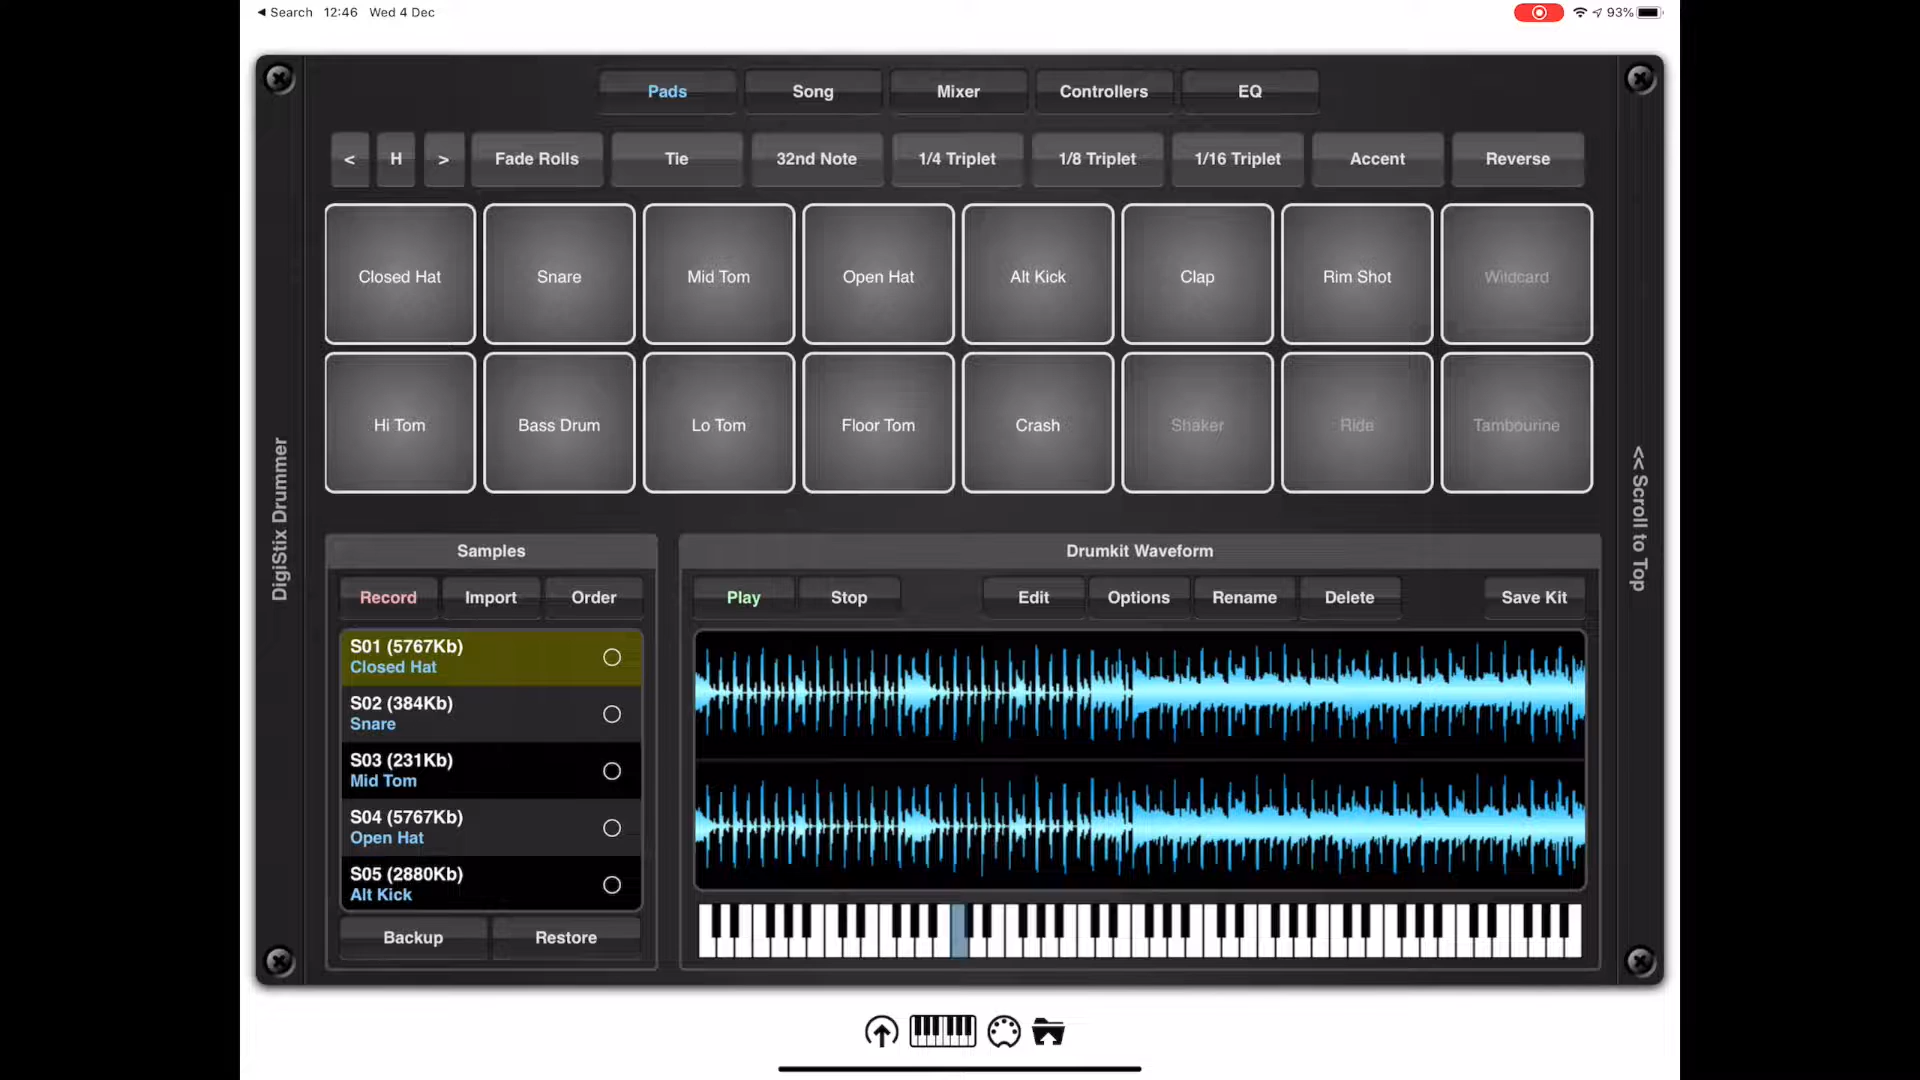 Search 12:46 Wed 4 Dec
93%
Pads Song Mixer Controllers EQ
< H > Fade Rolls Tie 32nd Note 1/4 Triplet 1/8 Triplet 1/16 Triplet Accent Reverse
Closed Hat Snare Mid Tom Open Hat Alt Kick Clap Rim Shot Wildcard
Hi Tom Bass Drum Lo Tom Floor Tom Crash Shaker Ride Tambourine
DigiStix Drummer
<< Scroll to Top
Samples
Record Import Order
S01 (5767Kb)
Closed Hat
S02 (384Kb)
Snare
S03 (231Kb)
Mid Tom
S04 (5767Kb)
Open Hat
S05 (2880Kb)
Alt Kick
Backup Restore
Drumkit Waveform
Play Stop Edit Options Rename Delete Save Kit